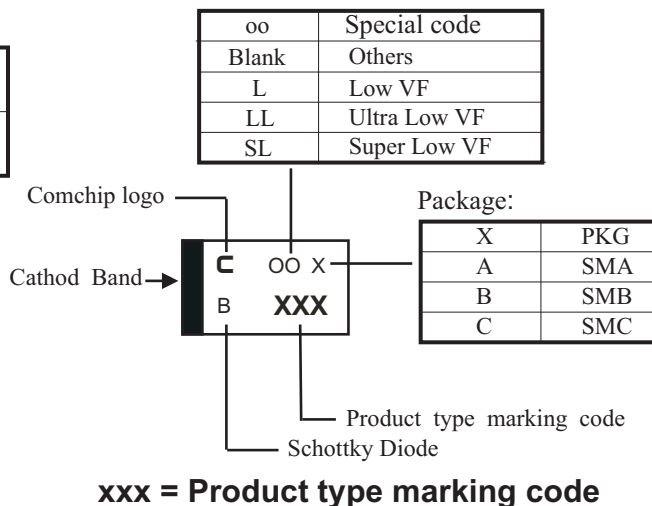 oo Special code
Blank Others
L Low VF
LL Ultra Low VF
SL Super Low VF
Comchip logo
Package:
X PKG
A SMA
B SMB
C SMC
Cathod Band
C OO X
B XXX
Product type marking code
Schottky Diode
xxx = Product type marking code